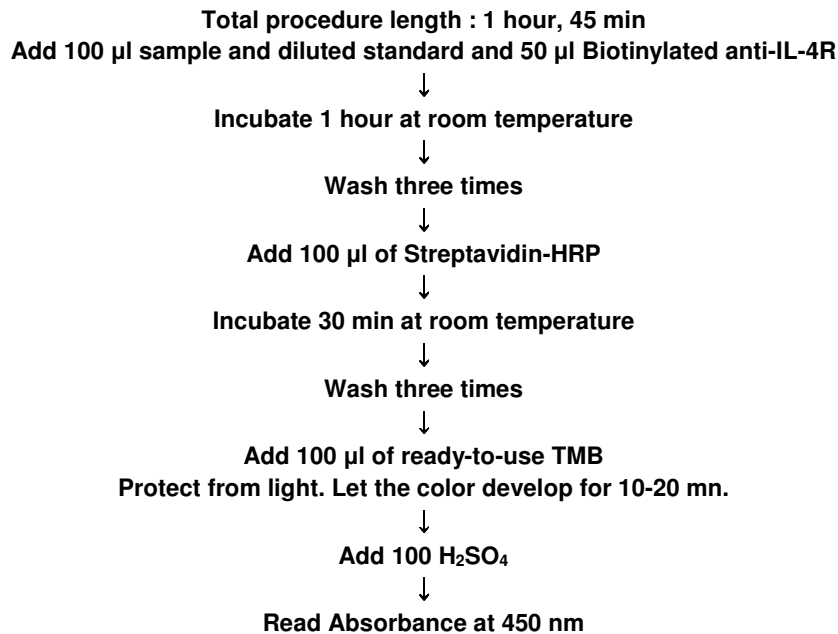 Total procedure length : 1 hour, 45 min
Add 100 µl sample and diluted standard and 50 µl Biotinylated anti-IL-4R
↓
Incubate 1 hour at room temperature
↓
Wash three times
↓
Add 100 µl of Streptavidin-HRP
↓
Incubate 30 min at room temperature
↓
Wash three times
↓
Add 100 µl of ready-to-use TMB
Protect from light. Let the color develop for 10-20 mn.
↓
Add 100 H₂SO₄
↓
Read Absorbance at 450 nm